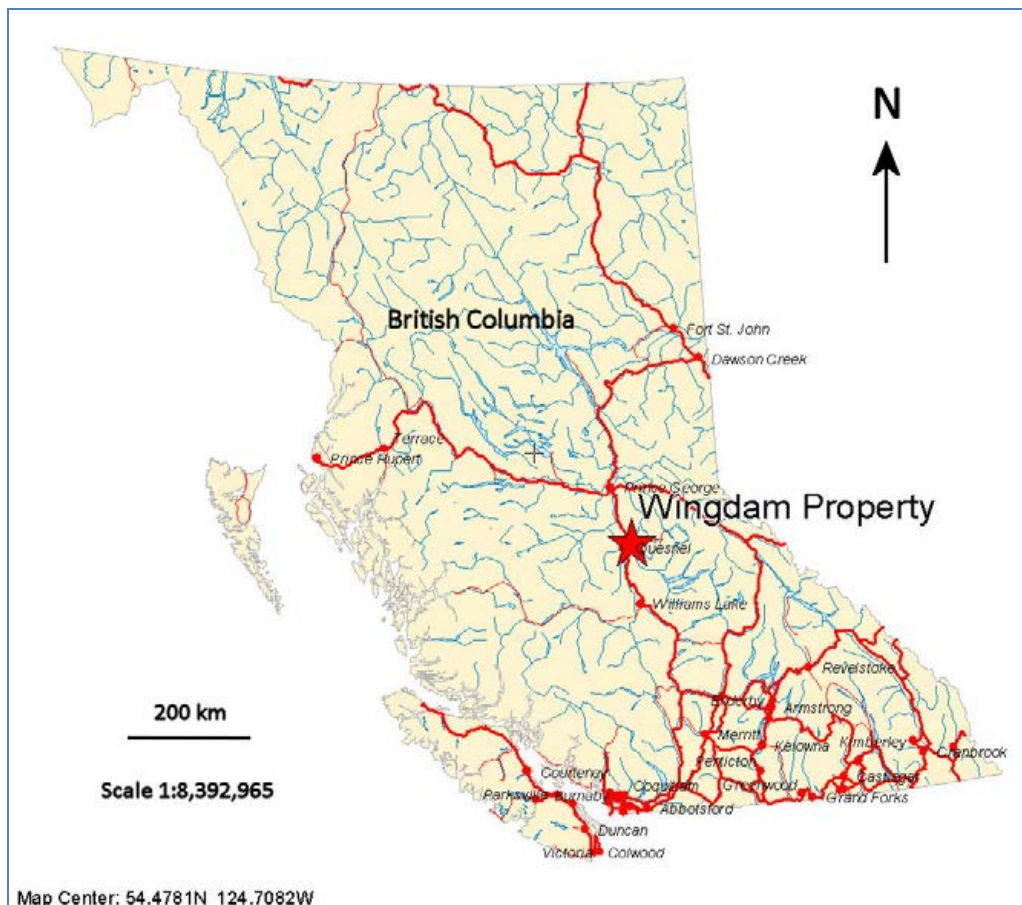 N
British Columbia
Fort St. John
Dawson Creek
Terrace
Prince Rupert
Prince George
Wingdam Property
Quesnel
Williams Lake
Revelstoke
Enderby
Armstrong
200 km
Merritt
Kelowna
Kimberley
Cranbrook
Penticton
Scale 1:8,392,965
Courtenay
Coquitlam
Greenwood
Castlegar
Parksville
Burnaby
Abbotsford
Grand Forks
Duncan
Victoria
Colwood
Map Center: 54.4781N 124.7082W